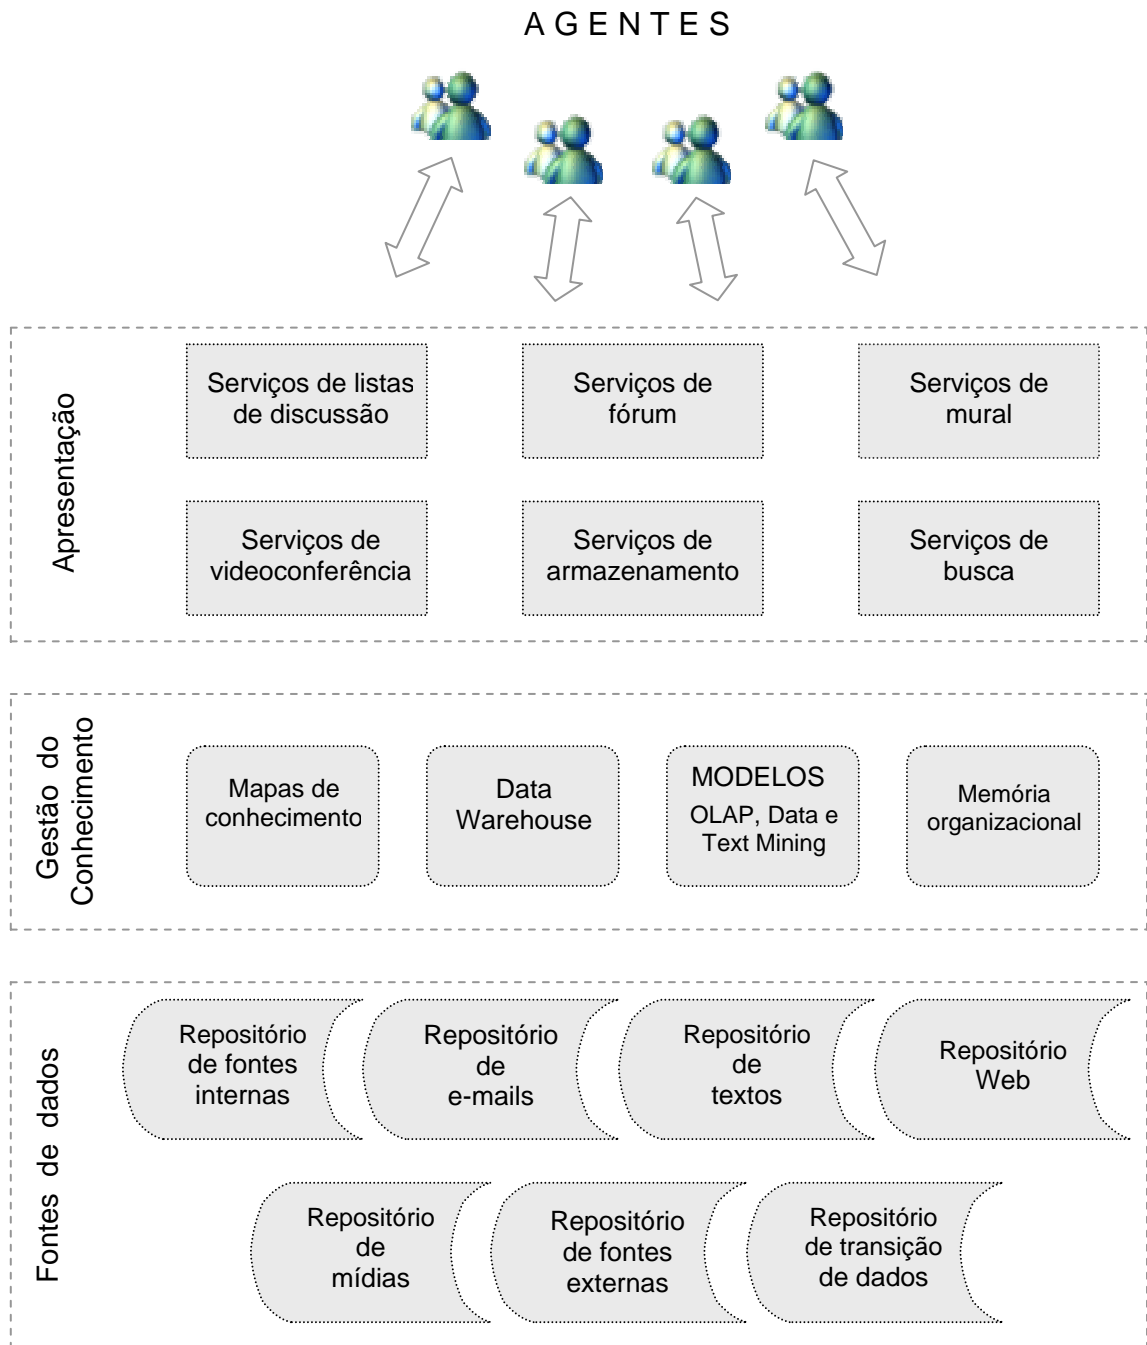 A G E N T E S
Apresentação
Serviços de listas
de discussão
Serviços de
fórum
Serviços de
mural
Serviços de
videoconferência
Serviços de
armazenamento
Serviços de
busca
Gestão do
Conhecimento
Mapas de
conhecimento
Data
Warehouse
MODELOS
OLAP, Data e
Text Mining
Memória
organizacional
Fontes de dados
Repositório
de fontes
internas
Repositório
de
e-mails
Repositório
de
textos
Repositório
Web
Repositório
de
mídias
Repositório
de fontes
externas
Repositório
de transição
de dados